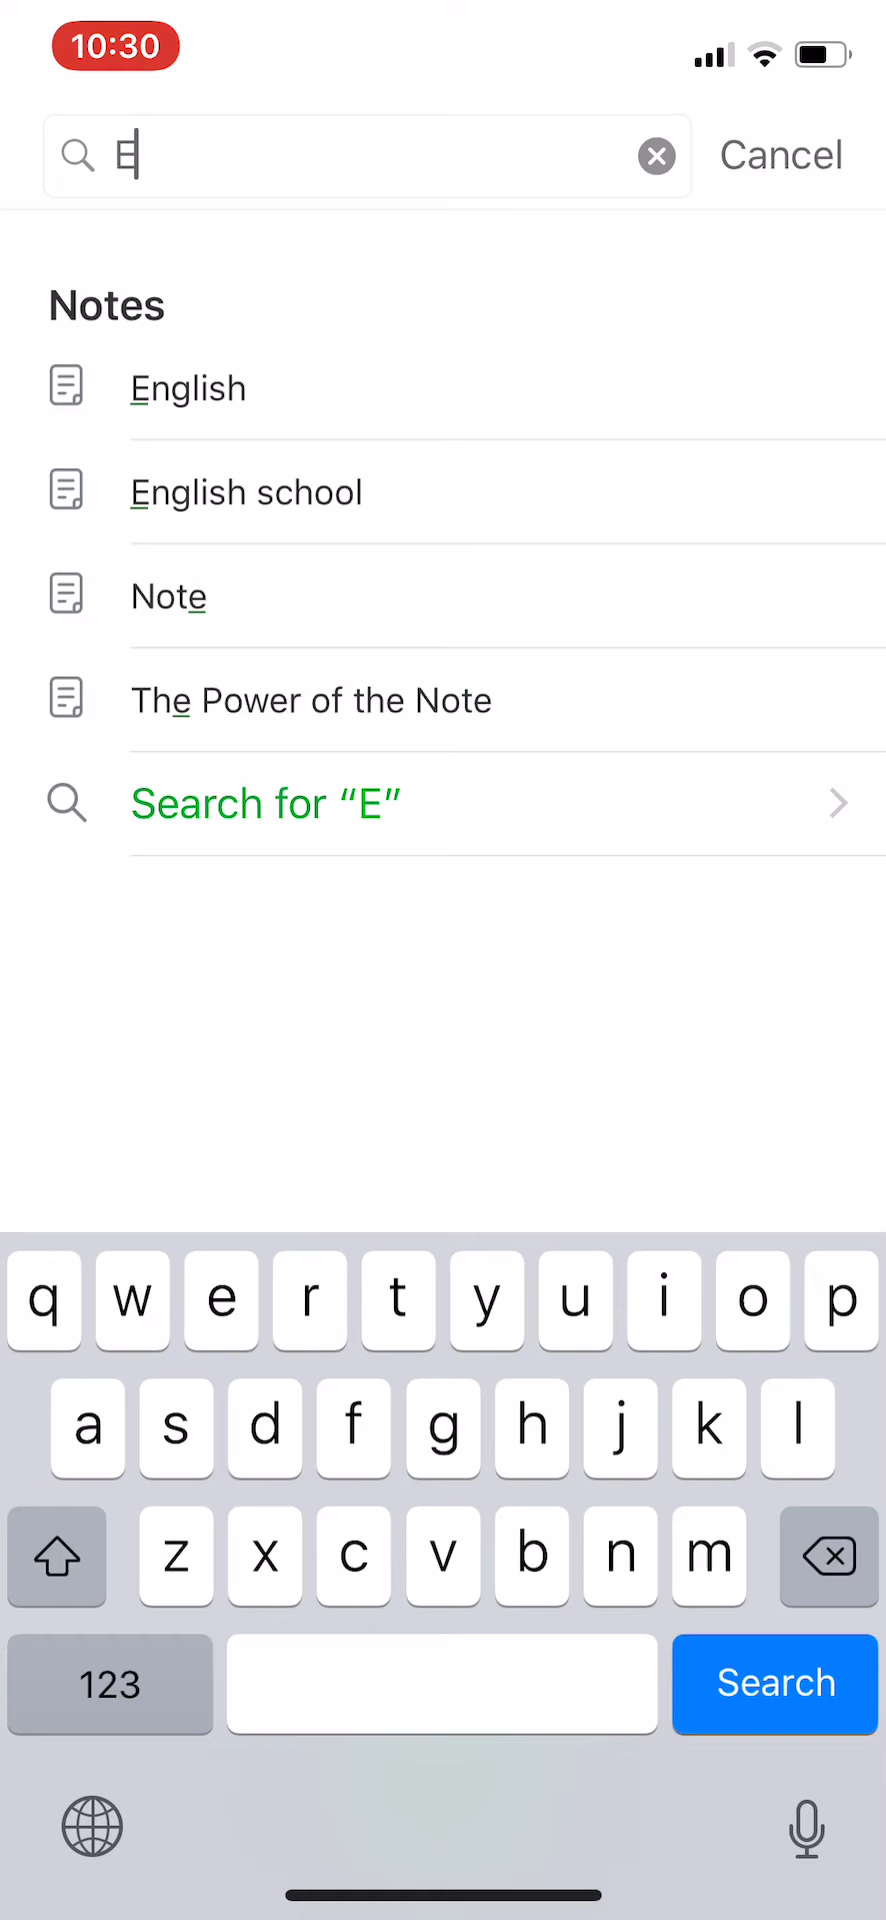 10:30
E
Cancel
Notes
English
English school
Note
The Power of the Note
Search for “E”
q w e r t y u i o p
a s d f g h j k l
z x c v b n m
123
Search